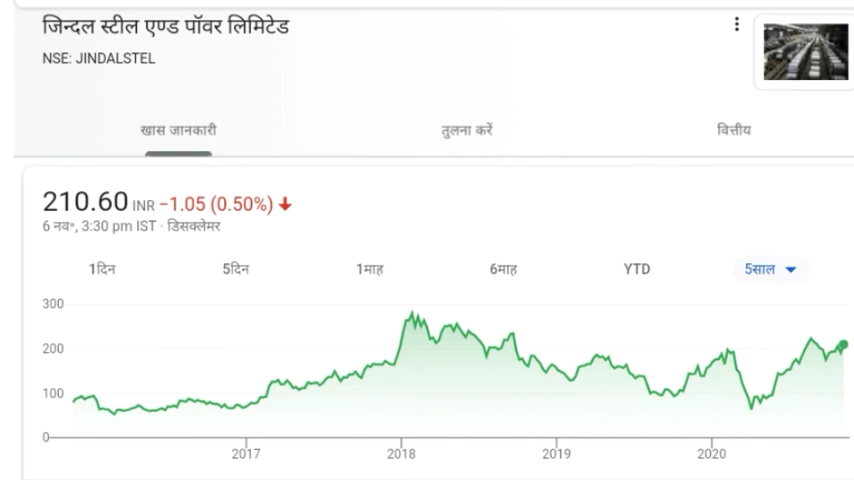 जिन्दल स्टील एण्ड पॉवर लिमिटेड
NSE: JINDALSTEL
खास जानकारी तुलना करें वित्तीय
210.60 INR −1.05 (0.50%)
6 नव॰, 3:30 pm IST · डिसक्लेमर
1दिन 5दिन 1माह 6माह YTD 5साल
300
200
100
0
2017 2018 2019 2020